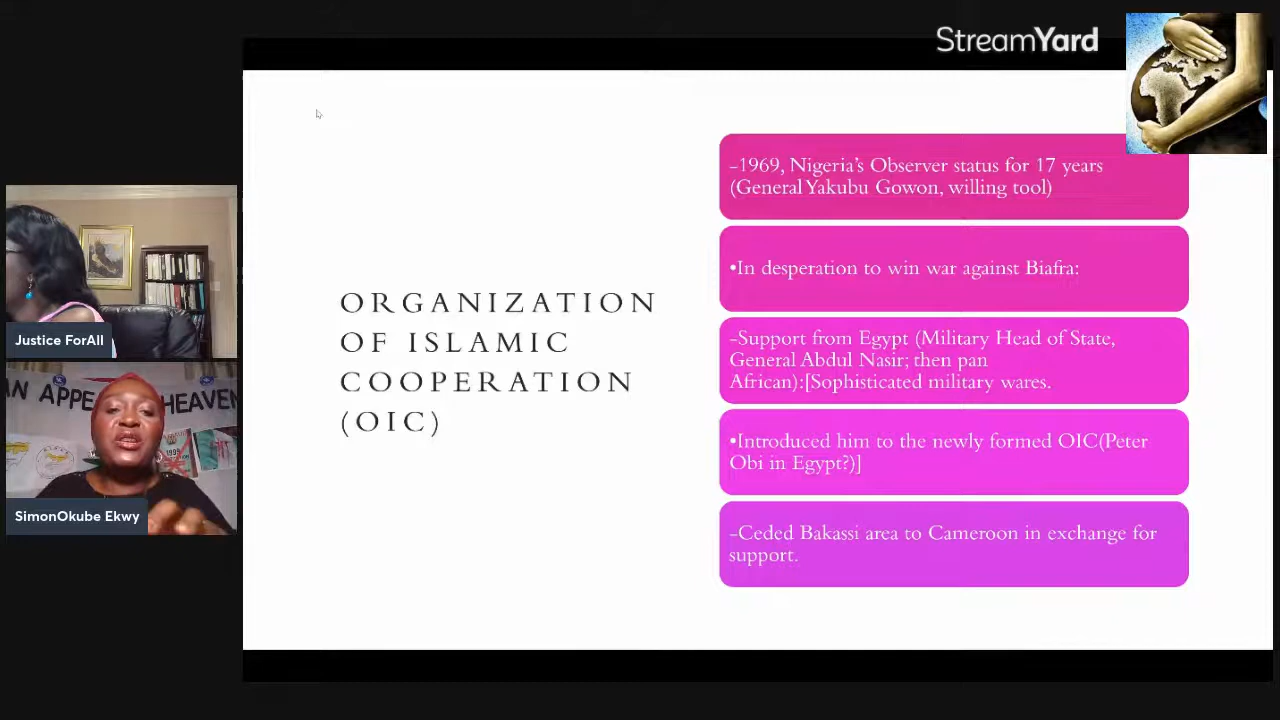 StreamYard
-1969, Nigeria's Observer status for 17 years
(General Yakubu Gowon, willing tool)
•In desperation to win war against Biafra:
-Support from Egypt (Military Head of State,
General Abdul Nasir; then pan
African):[Sophisticated military wares.
•Introduced him to the newly formed OIC(Peter
Obi in Egypt?)]
-Ceded Bakassi area to Cameroon in exchange for
support.
ORGANIZATION
OF ISLAMIC
COOPERATION
(OIC)
Justice ForAll
AN APPE
HEAVEN
SimonOkube Ekwy